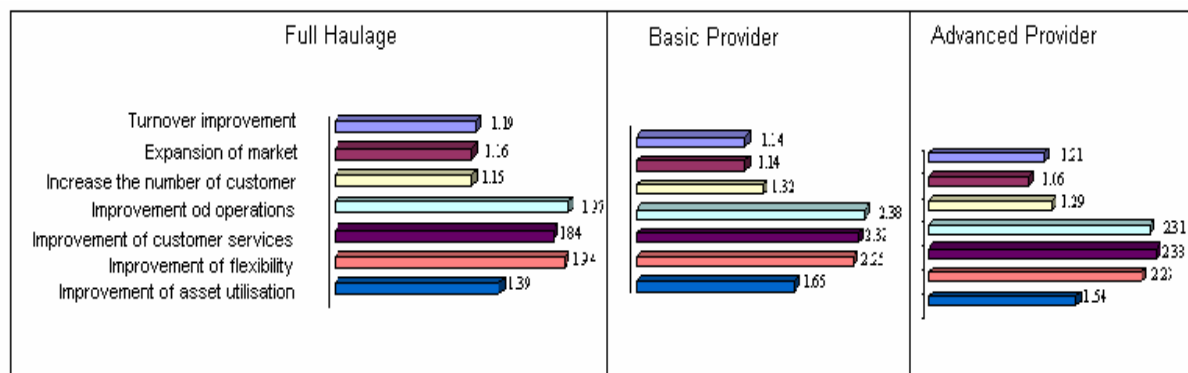 Full Haulage
Turnover improvement 1.19
Expansion of market 1.16
Increase the number of customer 1.15
Improvement od operations 1.97
Improvement of customer services 184
Improvement of flexibility 1.94
Improvement of asset utilisation 1.39
Basic Provider
1.14
1.14
1.32
2.38
2.32
2.25
1.65
Advanced Provider
1.21
1.06
1.29
2.31
1.54